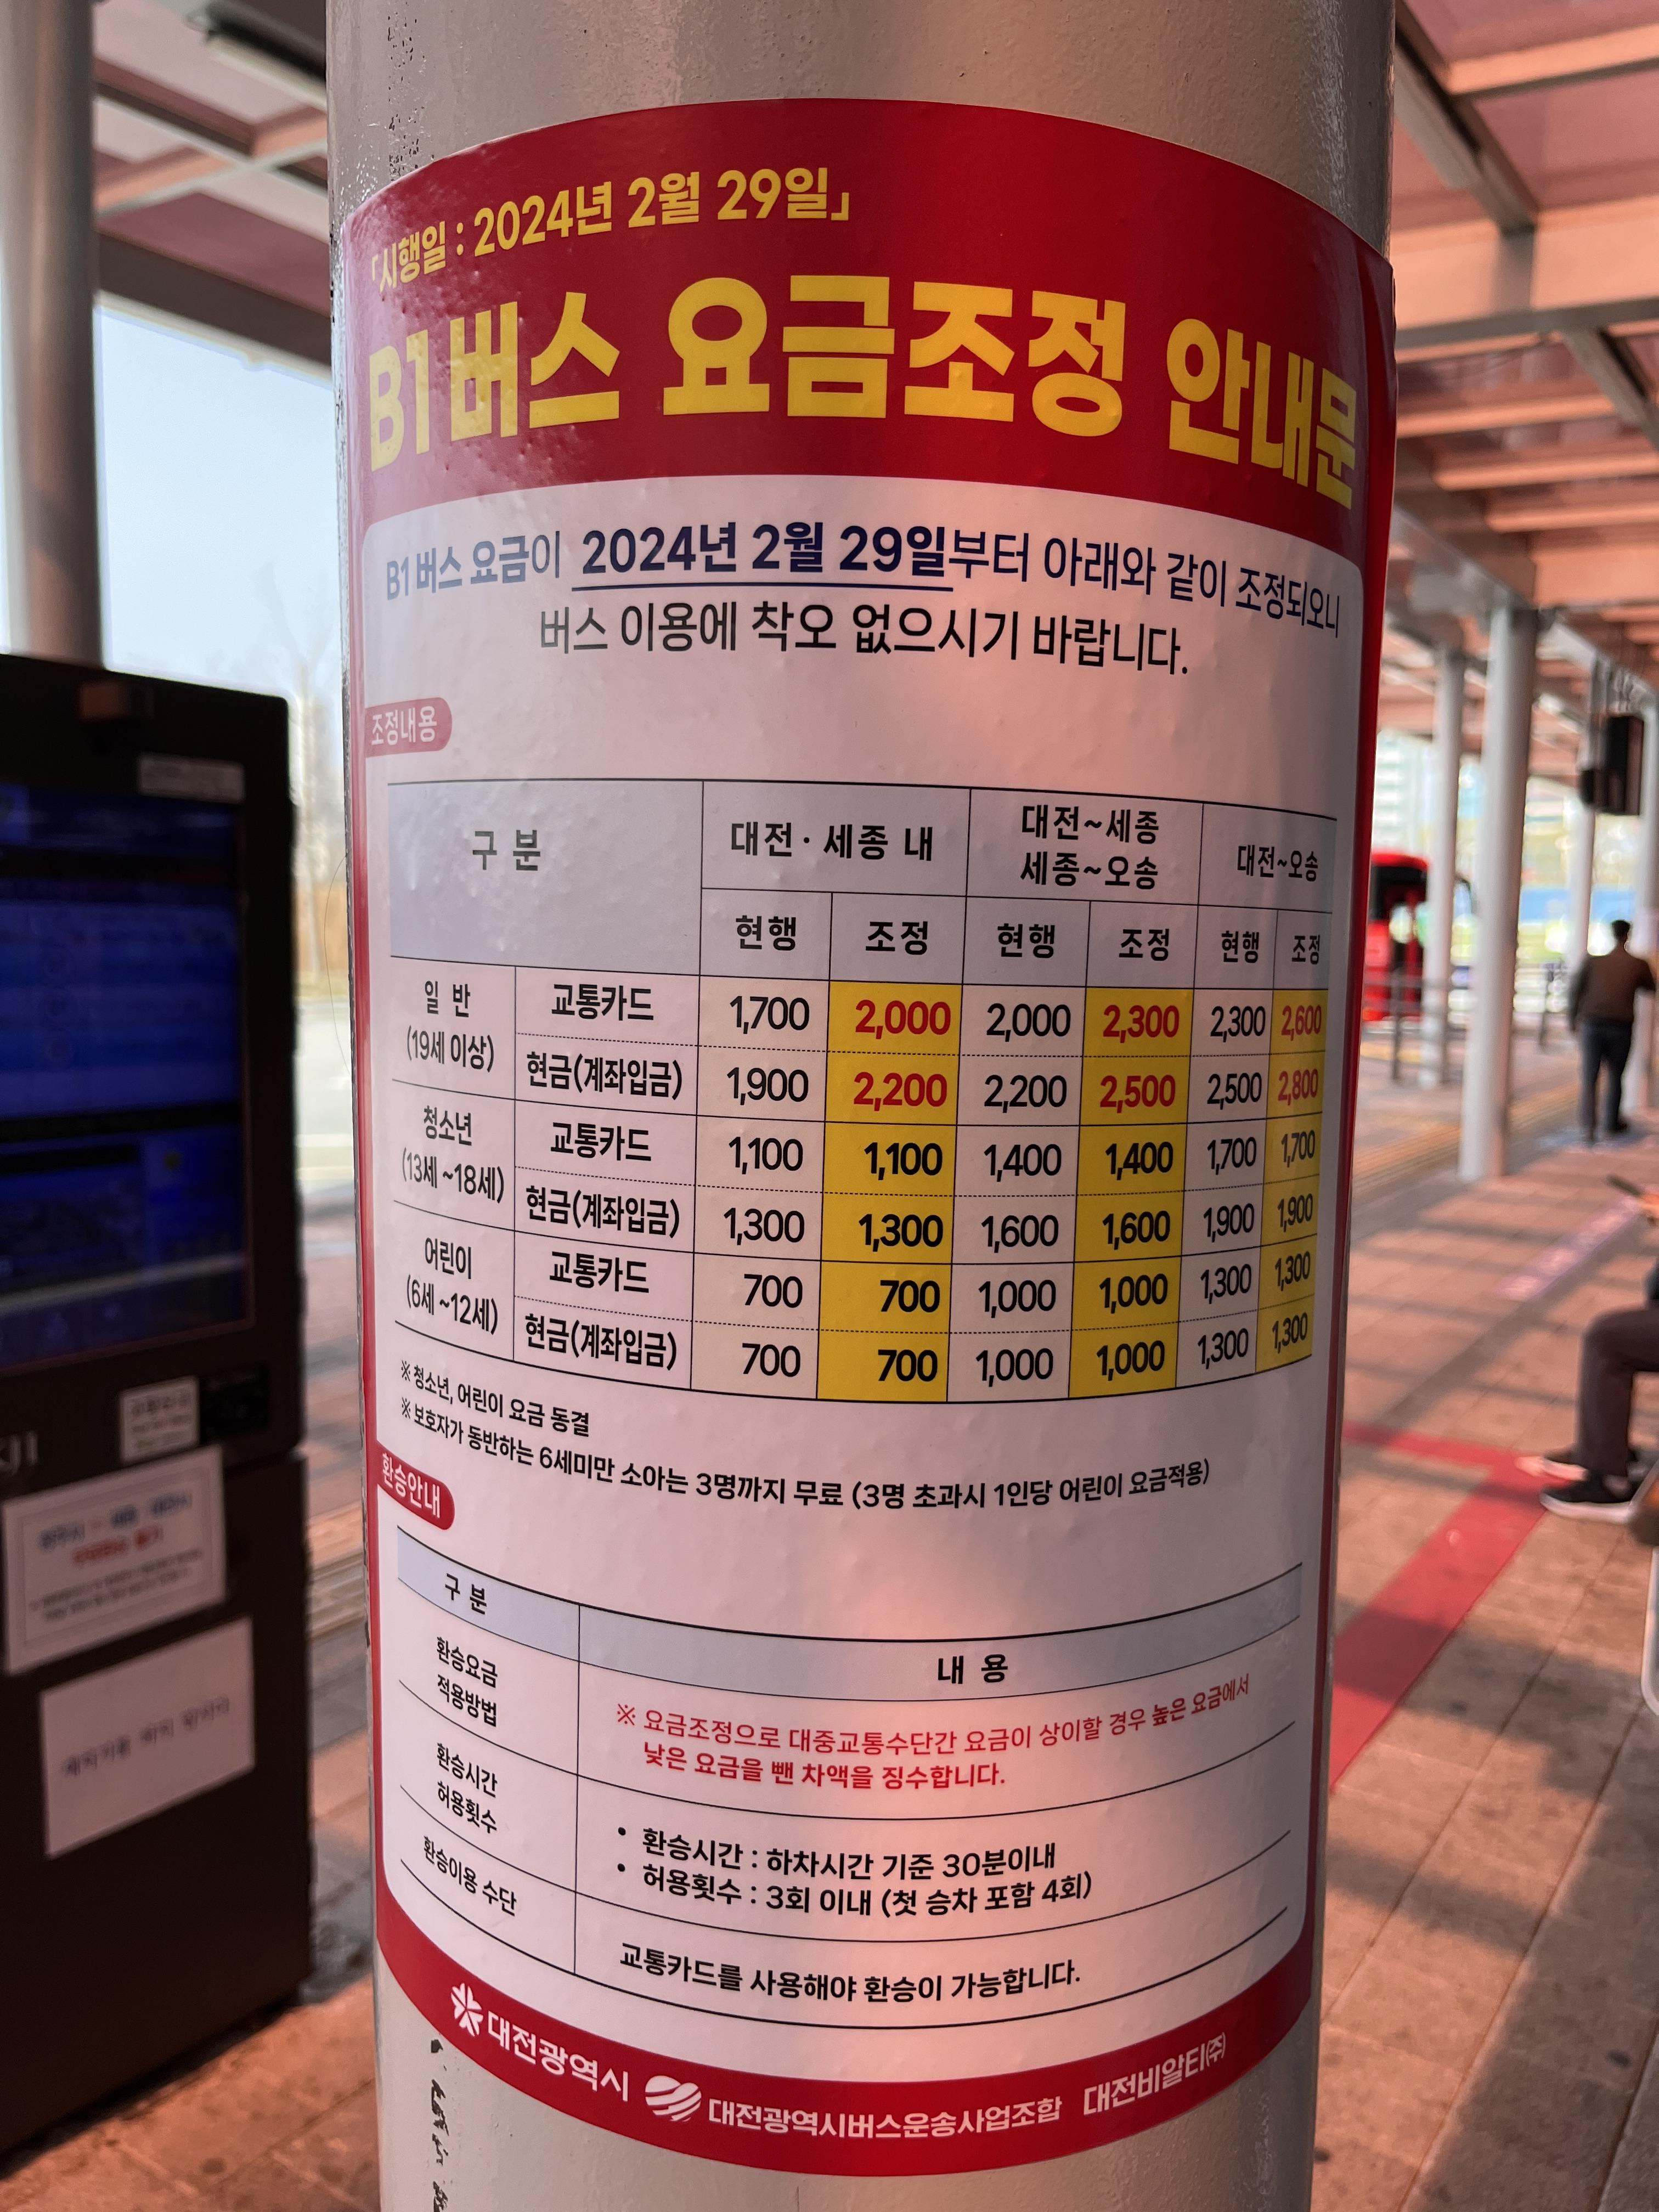 「시행일 : 2024년 2월 29일」
B1 버스 요금조정 안내문
B1 버스 요금이 2024년 2월 29일부터 아래와 같이 조정되오니
버스 이용에 착오 없으시기 바랍니다.
조정내용
구 분 대전 · 세종 내 대전~세종 세종~오송 대전~오송
현행 조정 현행 조정 현행 조정
일 반 (19세 이상) 교통카드 1,700 2,000 2,000 2,300 2,300 2,600
현금(계좌입금) 1,900 2,200 2,200 2,500 2,500 2,800
청소년 (13세 ~18세) 교통카드 1,100 1,100 1,400 1,400 1,700 1,700
현금(계좌입금) 1,300 1,300 1,600 1,600 1,900 1,900
어린이 (6세 ~12세) 교통카드 700 700 1,000 1,000 1,300 1,300
현금(계좌입금) 700 700 1,000 1,000 1,300 1,300
※ 청소년, 어린이 요금 동결
※ 보호자가 동반하는 6세미만 소아는 3명까지 무료 (3명 초과시 1인당 어린이 요금적용)
환승안내
구 분 내 용
환승요금 적용방법
※ 요금조정으로 대중교통수단간 요금이 상이할 경우 높은 요금에서
낮은 요금을 뺀 차액을 징수합니다.
환승시간 허용횟수
• 환승시간 : 하차시간 기준 30분이내
• 허용횟수 : 3회 이내 (첫 승차 포함 4회)
환승이용 수단
교통카드를 사용해야 환승이 가능합니다.
대전광역시 대전광역시버스운송사업조합 대전비알티㈜